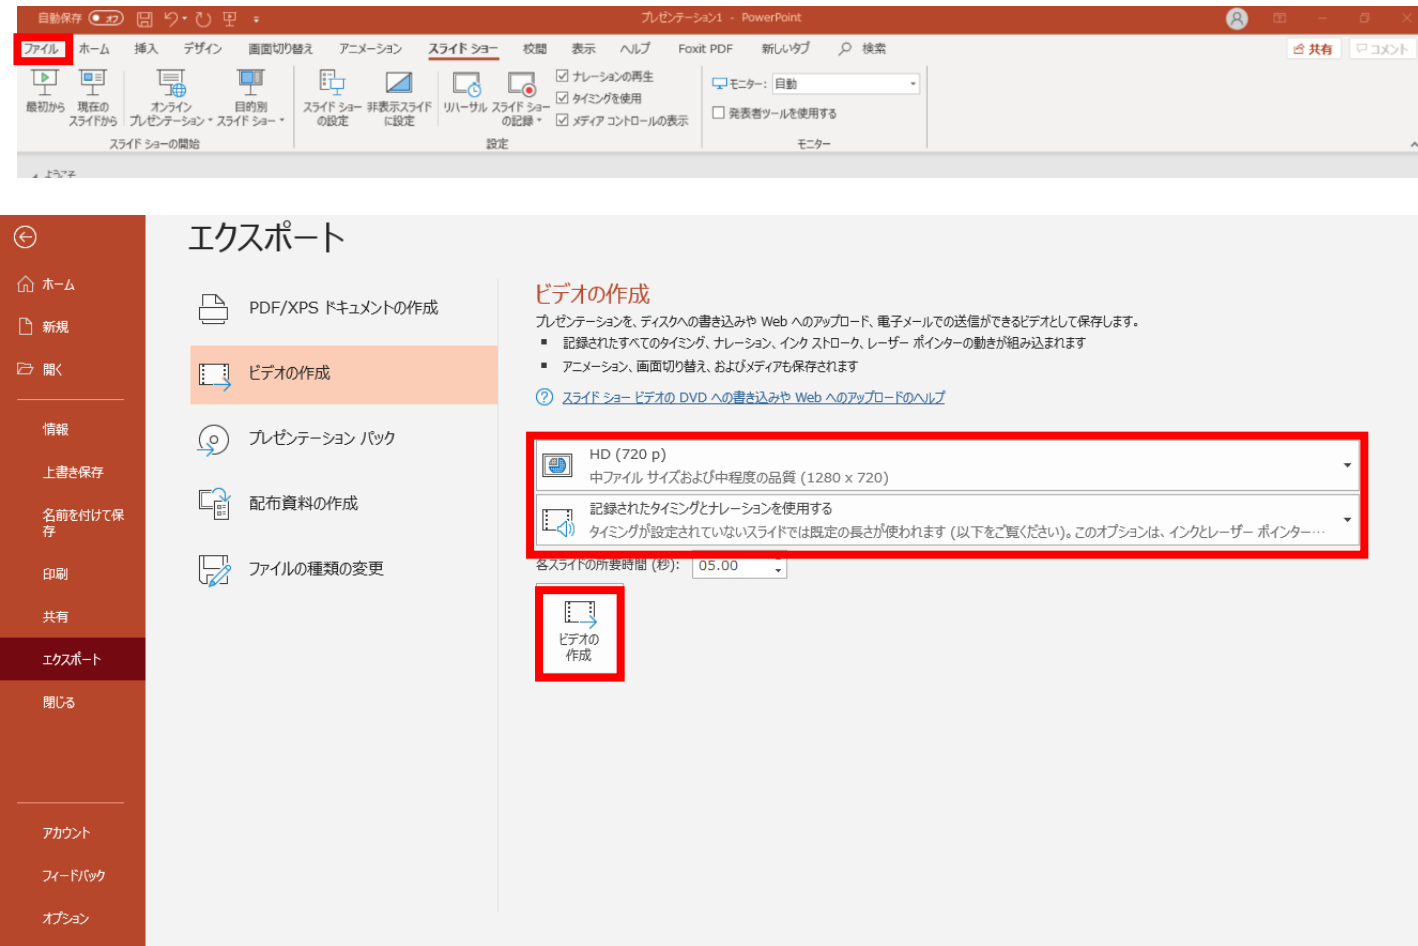 自動保存 オフ
プレゼンテーション1 - PowerPoint
ファイル ホーム 挿入 デザイン 画面切り替え アニメーション スライド ショー 校閲 表示 ヘルプ Foxit PDF 新しいタブ 検索 共有 コメント
最初から
現在の
スライドから
オンライン
プレゼンテーション
目的別
スライド ショー
スライド ショー
の設定
非表示スライド
に設定
リハーサル
スライド ショー
の記録
ナレーションの再生
タイミングを使用
メディア コントロールの表示
モニター: 自動
発表者ツールを使用する
スライド ショーの開始 設定 モニター
ようこそ
エクスポート
ホーム
新規
開く
情報
上書き保存
名前を付けて保
存
印刷
共有
エクスポート
閉じる
アカウント
フィードバック
オプション
PDF/XPS ドキュメントの作成
ビデオの作成
プレゼンテーション パック
配布資料の作成
ファイルの種類の変更
ビデオの作成
プレゼンテーションを、ディスクへの書き込みや Web へのアップロード、電子メールでの送信ができるビデオとして保存します。
■ 記録されたすべてのタイミング、ナレーション、インク ストローク、レーザー ポインターの動きが組み込まれます
■ アニメーション、画面切り替え、およびメディアも保存されます
スライド ショー ビデオの DVD への書き込みや Web へのアップロードのヘルプ
HD (720 p)
中ファイル サイズおよび中程度の品質 (1280 x 720)
記録されたタイミングとナレーションを使用する
タイミングが設定されていないスライドでは既定の長さが使われます (以下をご覧ください)。このオプションは、インクとレーザー ポインター…
各スライドの所要時間 (秒): 05.00
ビデオの
作成